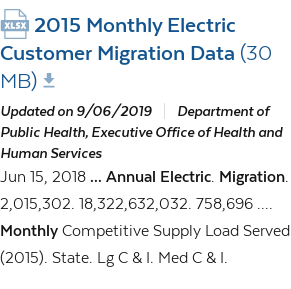 XLSX 2015 Monthly Electric
Customer Migration Data (30
MB)
Updated on 9/06/2019 | Department of
Public Health, Executive Office of Health and
Human Services
Jun 15, 2018 ... Annual Electric. Migration.
2,015,302. 18,322,632,032. 758,696 ....
Monthly Competitive Supply Load Served
(2015). State. Lg C & I. Med C & I.